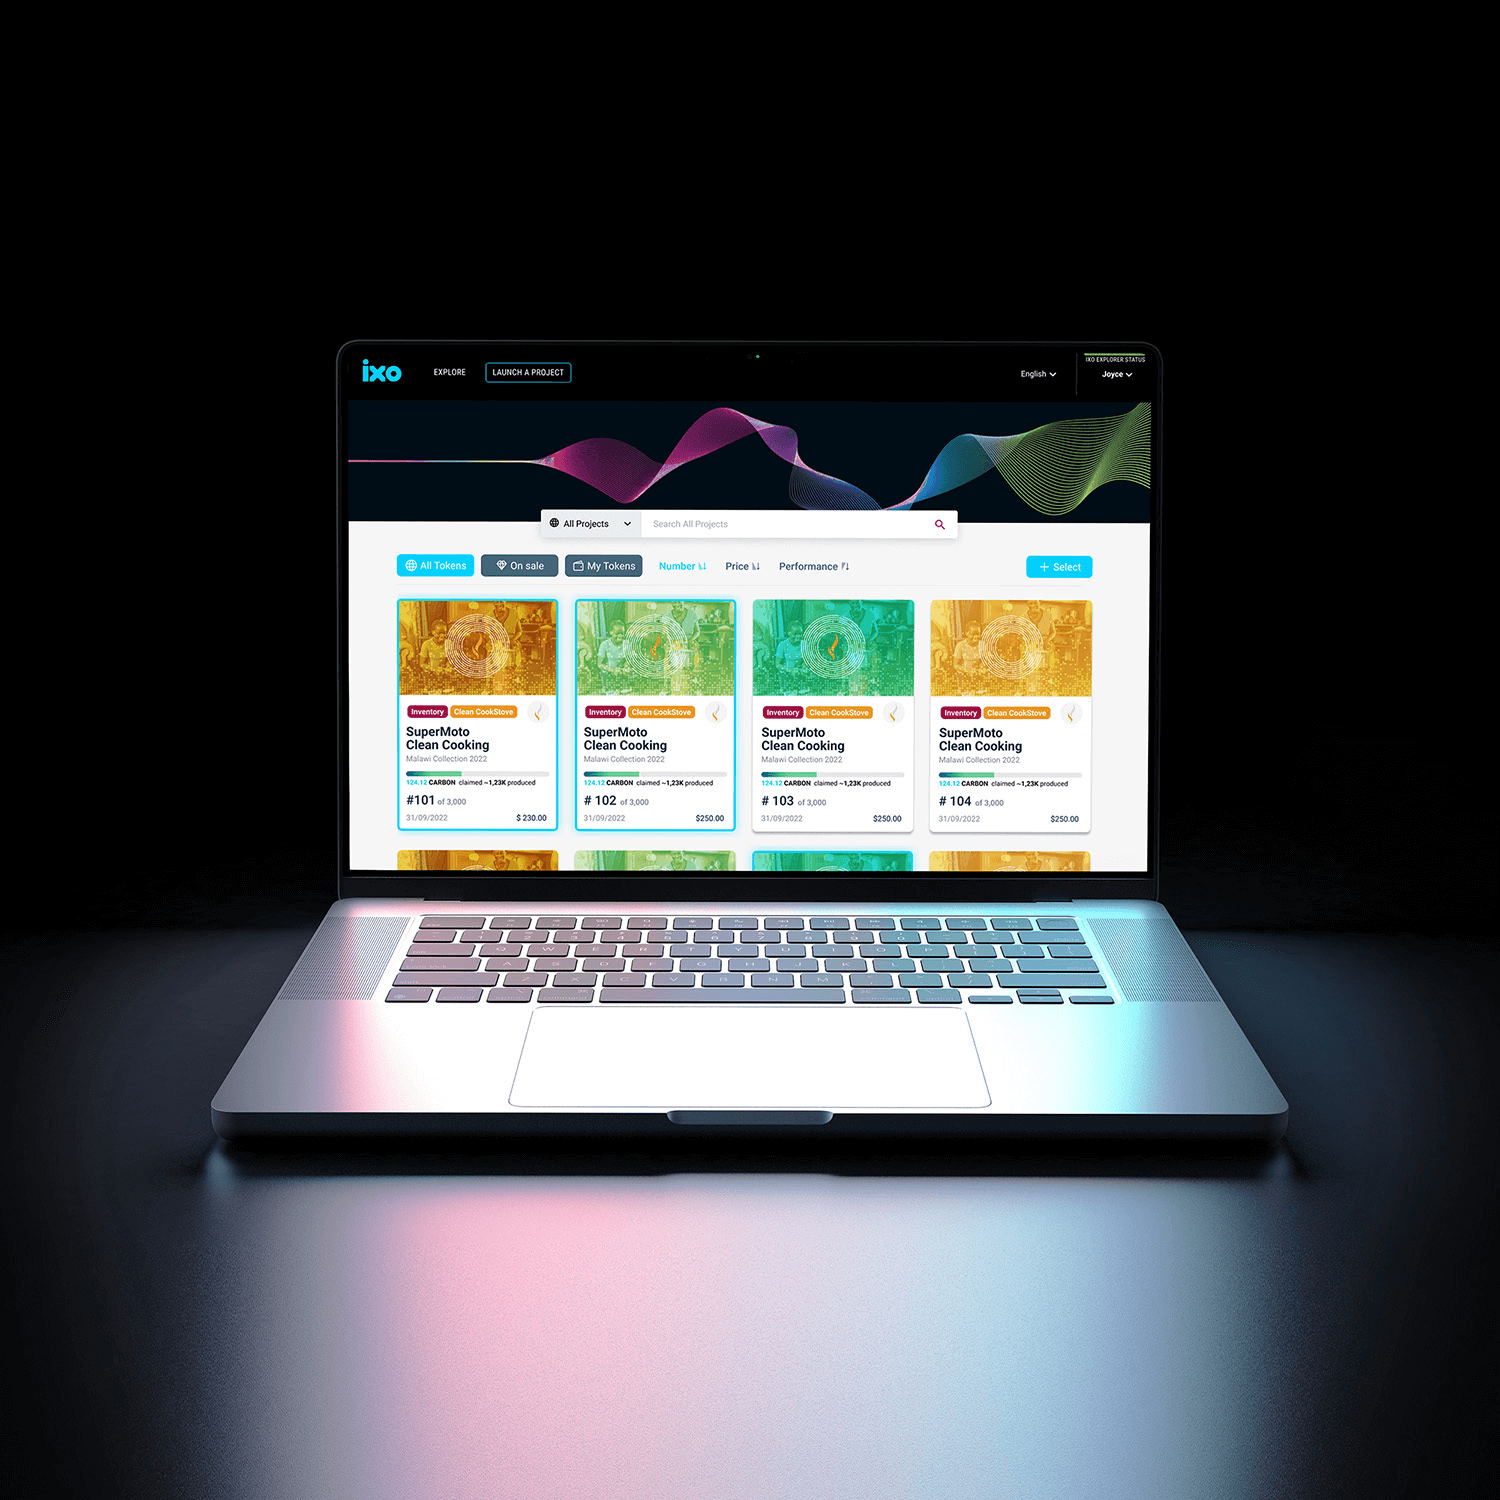 ixo
EXPLORE
LAUNCH A PROJECT
English
IXO EXPLORER STATUS
Joyce
All Projects
Search All Projects
All Tokens
On sale
My Tokens
Number
Price
Performance
+ Select
Inventory
Clean CookStove
SuperMoto
Clean Cooking
Malawi Collection 2022
124.12 CARBON claimed ~1,23K produced
#101 of 3,000
31/09/2022
$ 230.00
Inventory
Clean CookStove
SuperMoto
Clean Cooking
Malawi Collection 2022
124.12 CARBON claimed ~1,23K produced
# 102 of 3,000
31/09/2022
$250.00
Inventory
Clean CookStove
SuperMoto
Clean Cooking
Malawi Collection 2022
124.12 CARBON claimed ~1,23K produced
# 103 of 3,000
31/09/2022
$250.00
Inventory
Clean CookStove
SuperMoto
Clean Cooking
Malawi Collection 2022
124.12 CARBON claimed ~1,23K produced
# 104 of 3,000
31/09/2022
$250.00